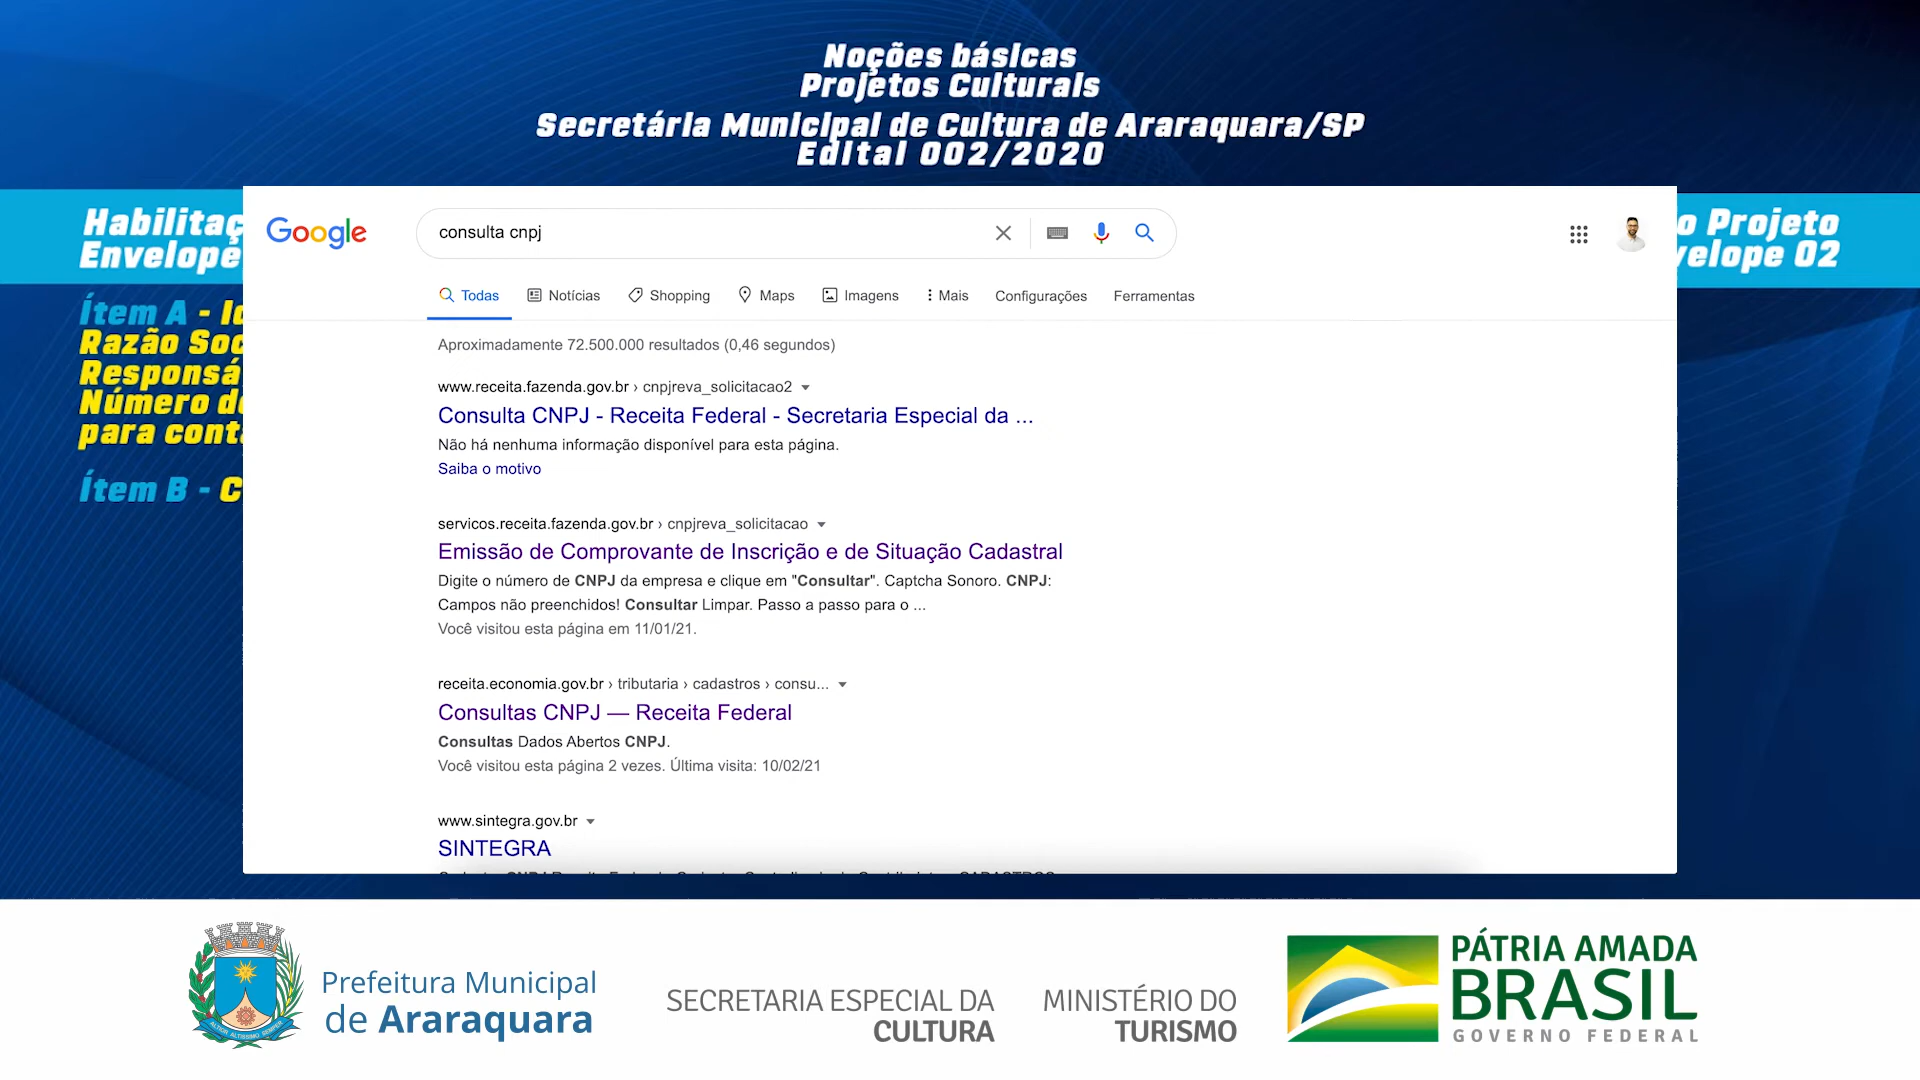 Noções básicas
Projetos Culturais
Secretária Municipal de Cultura de Araraquara/SP
Edital 002/2020
Envelope
o Projeto
velope 02
Ítem A - 
Razão
Número
para
Ítem B - C
Google
consulta cnpj
Todas
Notícias
Shopping
Maps
Imagens
Mais
Configurações
Ferramentas
Aproximadamente 72.500.000 resultados (0,46 segundos)
www.receita.fazenda.gov.br › cnpjreva_solicitacao2
Consulta CNPJ - Receita Federal - Secretaria Especial da ...
Não há nenhuma informação disponível para esta página.
Saiba o motivo
servicos.receita.fazenda.gov.br › cnpjreva_solicitacao
Emissão de Comprovante de Inscrição e de Situação Cadastral
Digite o número de CNPJ da empresa e clique em "Consultar". Captcha Sonoro. CNPJ:
Campos não preenchidos! Consultar Limpar. Passo a passo para o ...
Você visitou esta página em 11/01/21.
receita.economia.gov.br › tributaria › cadastros › consu...
Consultas CNPJ — Receita Federal
Consultas Dados Abertos CNPJ.
Você visitou esta página 2 vezes. Última visita: 10/02/21
www.sintegra.gov.br
SINTEGRA
Prefeitura Municipal
de Araraquara
SECRETARIA ESPECIAL DA
CULTURA
MINISTÉRIO DO
TURISMO
PÁTRIA AMADA
BRASIL
GOVERNO FEDERAL